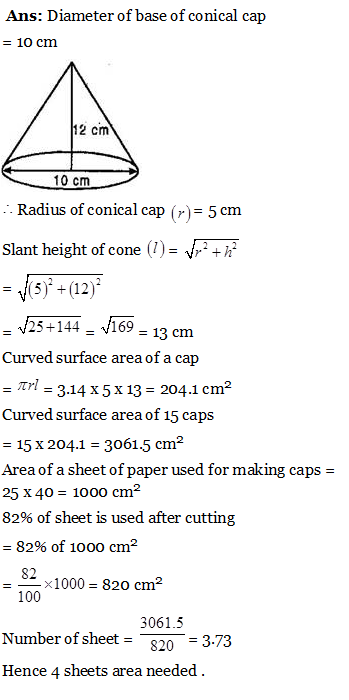 Ans: Diameter of base of conical cap
= 10 cm
12 cm
10 cm
∴ Radius of conical cap (r) = 5 cm
Slant height of cone (l) = √(r² + h²)
= √((5)² + (12)²)
= √(25+144) = √169 = 13 cm
Curved surface area of a cap
= πrl = 3.14 x 5 x 13 = 204.1 cm²
Curved surface area of 15 caps
= 15 x 204.1 = 3061.5 cm²
Area of a sheet of paper used for making caps =
25 x 40 = 1000 cm²
82% of sheet is used after cutting
= 82% of 1000 cm²
= 82/100 ×1000 = 820 cm²
Number of sheet = 3061.5/820 = 3.73
Hence 4 sheets area needed .